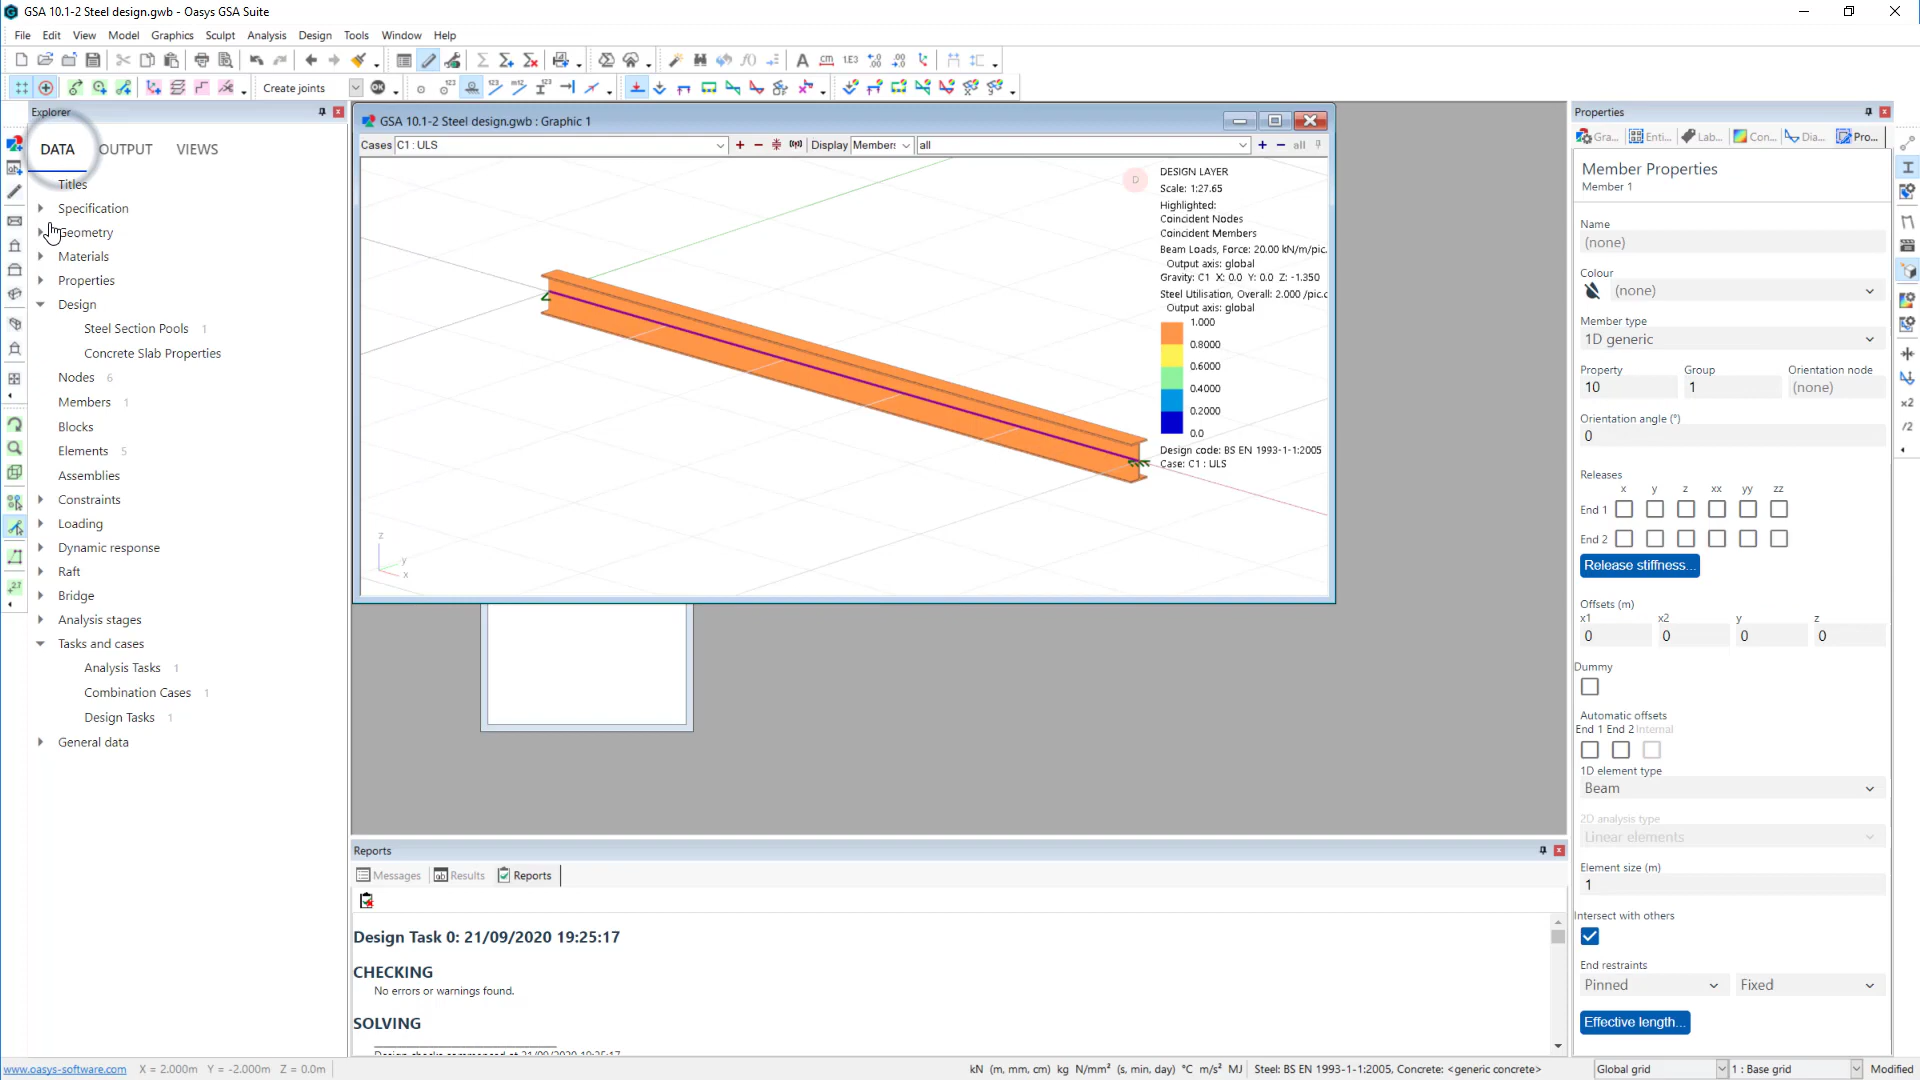 GSA 10.1-2 Steel design.gwb - Oasys GSA Suite
File Edit View Model Graphics Sculpt Analysis Design Tools Window Help
Create joints
Explorer
DATA OUTPUT VIEWS
Titles
Specification
Geometry
Materials
Properties
Design
Steel Section Pools 1
Concrete Slab Properties
Nodes 6
Members 1
Blocks
Elements 5
Assemblies
Constraints
Loading
Dynamic response
Raft
Bridge
Analysis stages
Tasks and cases
Analysis Tasks 1
Combination Cases 1
Design Tasks 1
General data
GSA 10.1-2 Steel design.gwb : Graphic 1
Cases C1 : ULS Display Members all all
D
DESIGN LAYER
Scale: 1:27.65
Highlighted:
Coincident Nodes
Coincident Members
Beam Loads, Force: 20.00 kN/m/pic.
Output axis: global
Gravity: C1 X: 0.0 Y: 0.0 Z: -1.350
Steel Utilisation, Overall: 2.000 /pic.c
Output axis: global
1.000
0.8000
0.6000
0.4000
0.2000
0.0
Design code: BS EN 1993-1-1:2005
Case: C1 : ULS
z
y
x
Reports
Messages Results Reports
Design Task 0: 21/09/2020 19:25:17
CHECKING
No errors or warnings found.
SOLVING
Properties
Gra... Enti... Lab... Con... Dia... Pro...
Member Properties
Member 1
Name
(none)
Colour
(none)
Member type
1D generic
Property Group Orientation node
10 1 (none)
Orientation angle (°)
0
Releases
x y z xx yy zz
End 1
End 2
Release stiffness...
Offsets (m)
x1 x2 y z
0 0 0 0
Dummy
Automatic offsets
End 1 End 2 Internal
1D element type
Beam
2D analysis type
Linear elements
Element size (m)
1
Intersect with others
End restraints
Pinned Fixed
Effective length...
www.oasys-software.com X = 2.000m Y = -2.000m Z = 0.0m kN (m, mm, cm) kg N/mm² (s, min, day) °C m/s² MJ Steel: BS EN 1993-1-1:2005, Concrete: <generic concrete> Global grid 1 : Base grid Modified